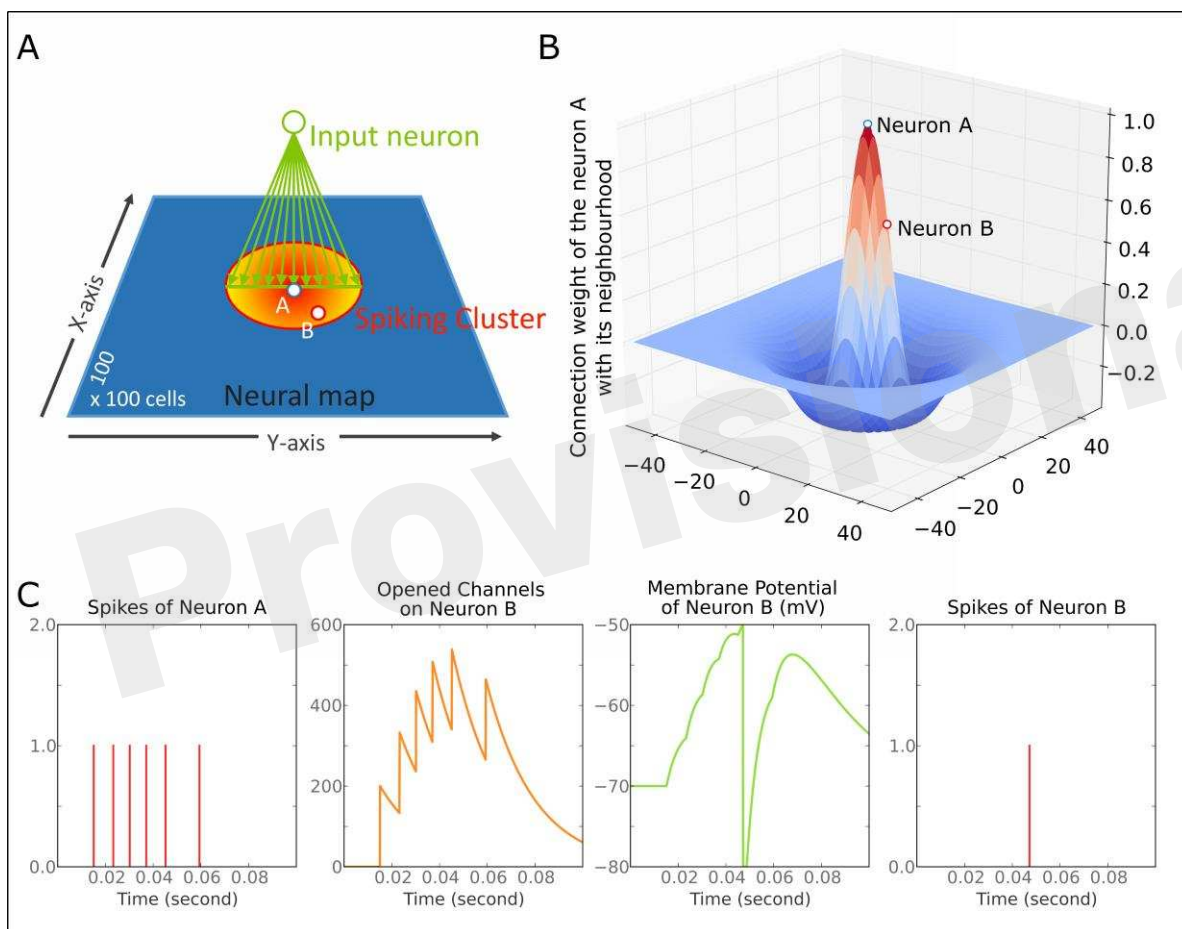 A
Input neuron
A
B
Spiking Cluster
X-axis
100
x 100 cells
Neural map
Y-axis
B
Connection weight of the neuron A
with its neighbourhood
Neuron A
Neuron B
1.0
0.8
0.6
0.4
0.2
0.0
−0.2
−40
−20
0
20
40
−40
−20
0
20
40
Provisiona
C
Spikes of Neuron A
2.0
1.0
0.0
0.02 0.04 0.06 0.08
Time (second)
Opened Channels
on Neuron B
600
400
200
0
0.02 0.04 0.06 0.08
Time (second)
Membrane Potential
of Neuron B (mV)
−50
−60
−70
−80
0.02 0.04 0.06 0.08
Time (second)
Spikes of Neuron B
2.0
1.0
0.0
0.02 0.04 0.06 0.08
Time (second)